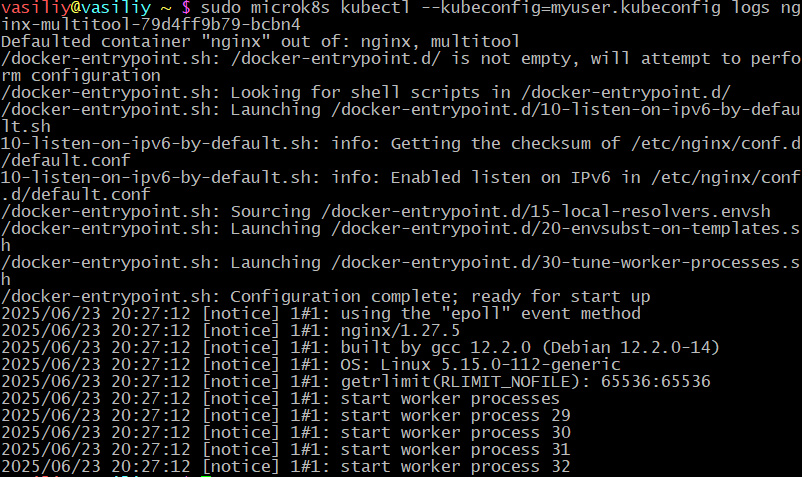 vasiliy@vasiliy ~ $ sudo microk8s kubectl --kubeconfig=myuser.kubeconfig logs ng
inx-multitool-79d4ff9b79-bcbn4
Defaulted container "nginx" out of: nginx, multitool
/docker-entrypoint.sh: /docker-entrypoint.d/ is not empty, will attempt to perfo
rm configuration
/docker-entrypoint.sh: Looking for shell scripts in /docker-entrypoint.d/
/docker-entrypoint.sh: Launching /docker-entrypoint.d/10-listen-on-ipv6-by-defau
lt.sh
10-listen-on-ipv6-by-default.sh: info: Getting the checksum of /etc/nginx/conf.d
/default.conf
10-listen-on-ipv6-by-default.sh: info: Enabled listen on IPv6 in /etc/nginx/conf
.d/default.conf
/docker-entrypoint.sh: Sourcing /docker-entrypoint.d/15-local-resolvers.envsh
/docker-entrypoint.sh: Launching /docker-entrypoint.d/20-envsubst-on-templates.s
h
/docker-entrypoint.sh: Launching /docker-entrypoint.d/30-tune-worker-processes.s
h
/docker-entrypoint.sh: Configuration complete; ready for start up
2025/06/23 20:27:12 [notice] 1#1: using the "epoll" event method
2025/06/23 20:27:12 [notice] 1#1: nginx/1.27.5
2025/06/23 20:27:12 [notice] 1#1: built by gcc 12.2.0 (Debian 12.2.0-14)
2025/06/23 20:27:12 [notice] 1#1: OS: Linux 5.15.0-112-generic
2025/06/23 20:27:12 [notice] 1#1: getrlimit(RLIMIT_NOFILE): 65536:65536
2025/06/23 20:27:12 [notice] 1#1: start worker processes
2025/06/23 20:27:12 [notice] 1#1: start worker process 29
2025/06/23 20:27:12 [notice] 1#1: start worker process 30
2025/06/23 20:27:12 [notice] 1#1: start worker process 31
2025/06/23 20:27:12 [notice] 1#1: start worker process 32